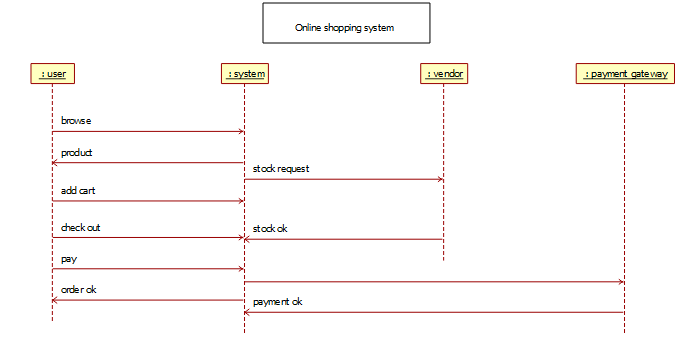 Online shopping system
: user
: system
: vendor
: payment gateway
browse
product
stock request
add cart
check out
stock ok
pay
order ok
payment ok